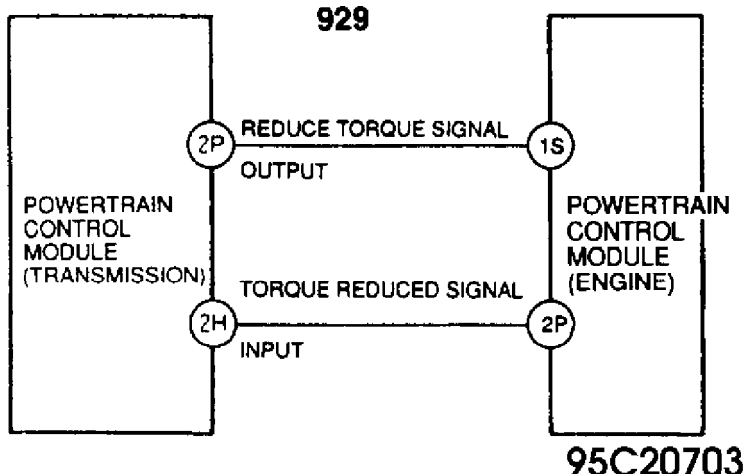 929
2P
REDUCE TORQUE SIGNAL
1S
OUTPUT
POWERTRAIN
CONTROL
MODULE
(TRANSMISSION)
POWERTRAIN
CONTROL
MODULE
(ENGINE)
TORQUE REDUCED SIGNAL
2H
2P
INPUT
95C20703